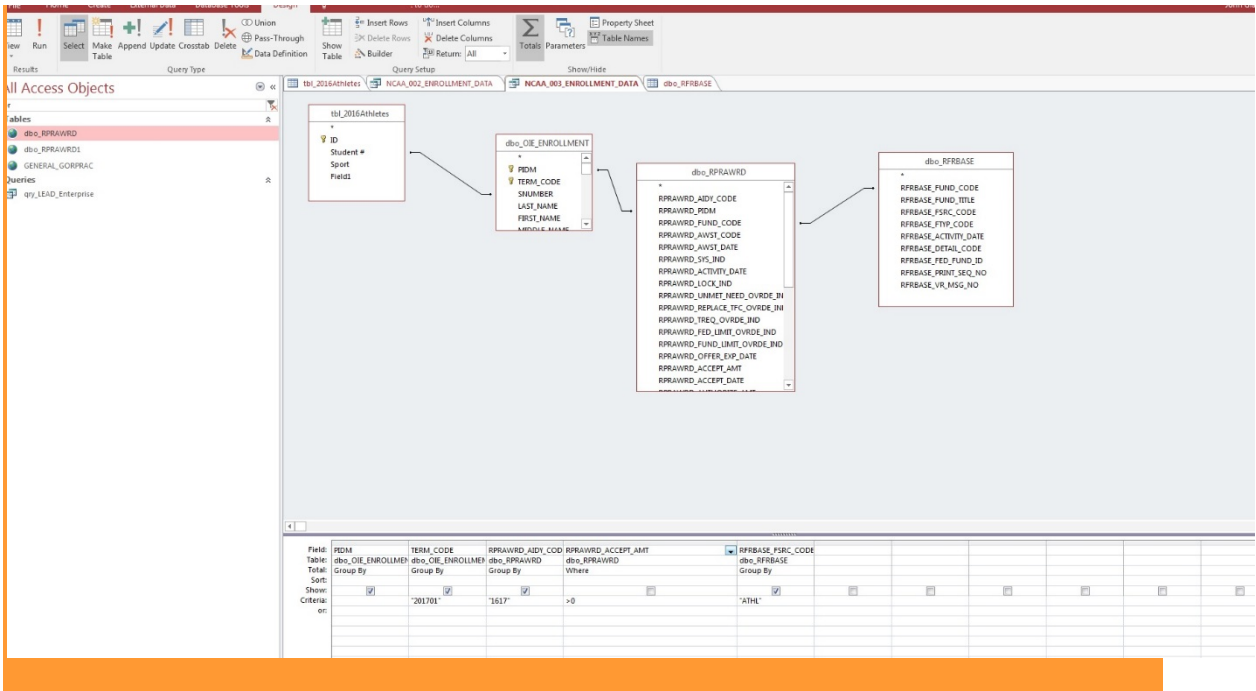 Home Create External Data Database Tools Design
Run Select Make Table Append Update Crosstab Delete
Union
Pass-Through
Data Definition
Show Table
Insert Rows
Delete Rows
Builder
Insert Columns
Delete Columns
Return: All
Totals Parameters
Property Sheet
Table Names
Results Query Type Query Setup Show/Hide
All Access Objects
Tables
dbo_RPRAWRD
dbo_RPRAWRD1
GENERAL_GORPRAC
Queries
qry_LEAD_Enterprise
tbl_2016Athletes NCAA_002_ENROLLMENT_DATA NCAA_003_ENROLLMENT_DATA dbo_RFRBASE
tbl_2016Athletes
*
ID
Student #
Sport
Field1
dbo_OIE_ENROLLMENT
*
PIDM
TERM_CODE
SNUMBER
LAST_NAME
FIRST_NAME
MIDDLE_NAME
dbo_RPRAWRD
*
RPRAWRD_AIDY_CODE
RPRAWRD_PIDM
RPRAWRD_FUND_CODE
RPRAWRD_AWST_CODE
RPRAWRD_AWST_DATE
RPRAWRD_SYS_IND
RPRAWRD_ACTIVITY_DATE
RPRAWRD_LOCK_IND
RPRAWRD_UNMET_NEED_OVRDE_IN
RPRAWRD_REPLACE_TFC_OVRDE_INI
RPRAWRD_TREQ_OVRDE_IND
RPRAWRD_FED_LIMIT_OVRDE_IND
RPRAWRD_FUND_LIMIT_OVRDE_IND
RPRAWRD_OFFER_EXP_DATE
RPRAWRD_ACCEPT_AMT
RPRAWRD_ACCEPT_DATE
dbo_RFRBASE
*
RFRBASE_FUND_CODE
RFRBASE_FUND_TITLE
RFRBASE_FSRC_CODE
RFRBASE_FTYP_CODE
RFRBASE_ACTIVITY_DATE
RFRBASE_DETAIL_CODE
RFRBASE_FED_FUND_ID
RFRBASE_PRINT_SEQ_NO
RFRBASE_VR_MSG_NO
Field: PIDM TERM_CODE RPRAWRD_AIDY_COD RPRAWRD_ACCEPT_AMT RFRBASE_FSRC_CODE
Table: dbo_OIE_ENROLLMEN dbo_OIE_ENROLLMEN dbo_RPRAWRD dbo_RPRAWRD dbo_RFRBASE
Total: Group By Group By Group By Where Group By
Sort:
Show:
Criteria: "201701" "1617" >0 "ATHL"
or: